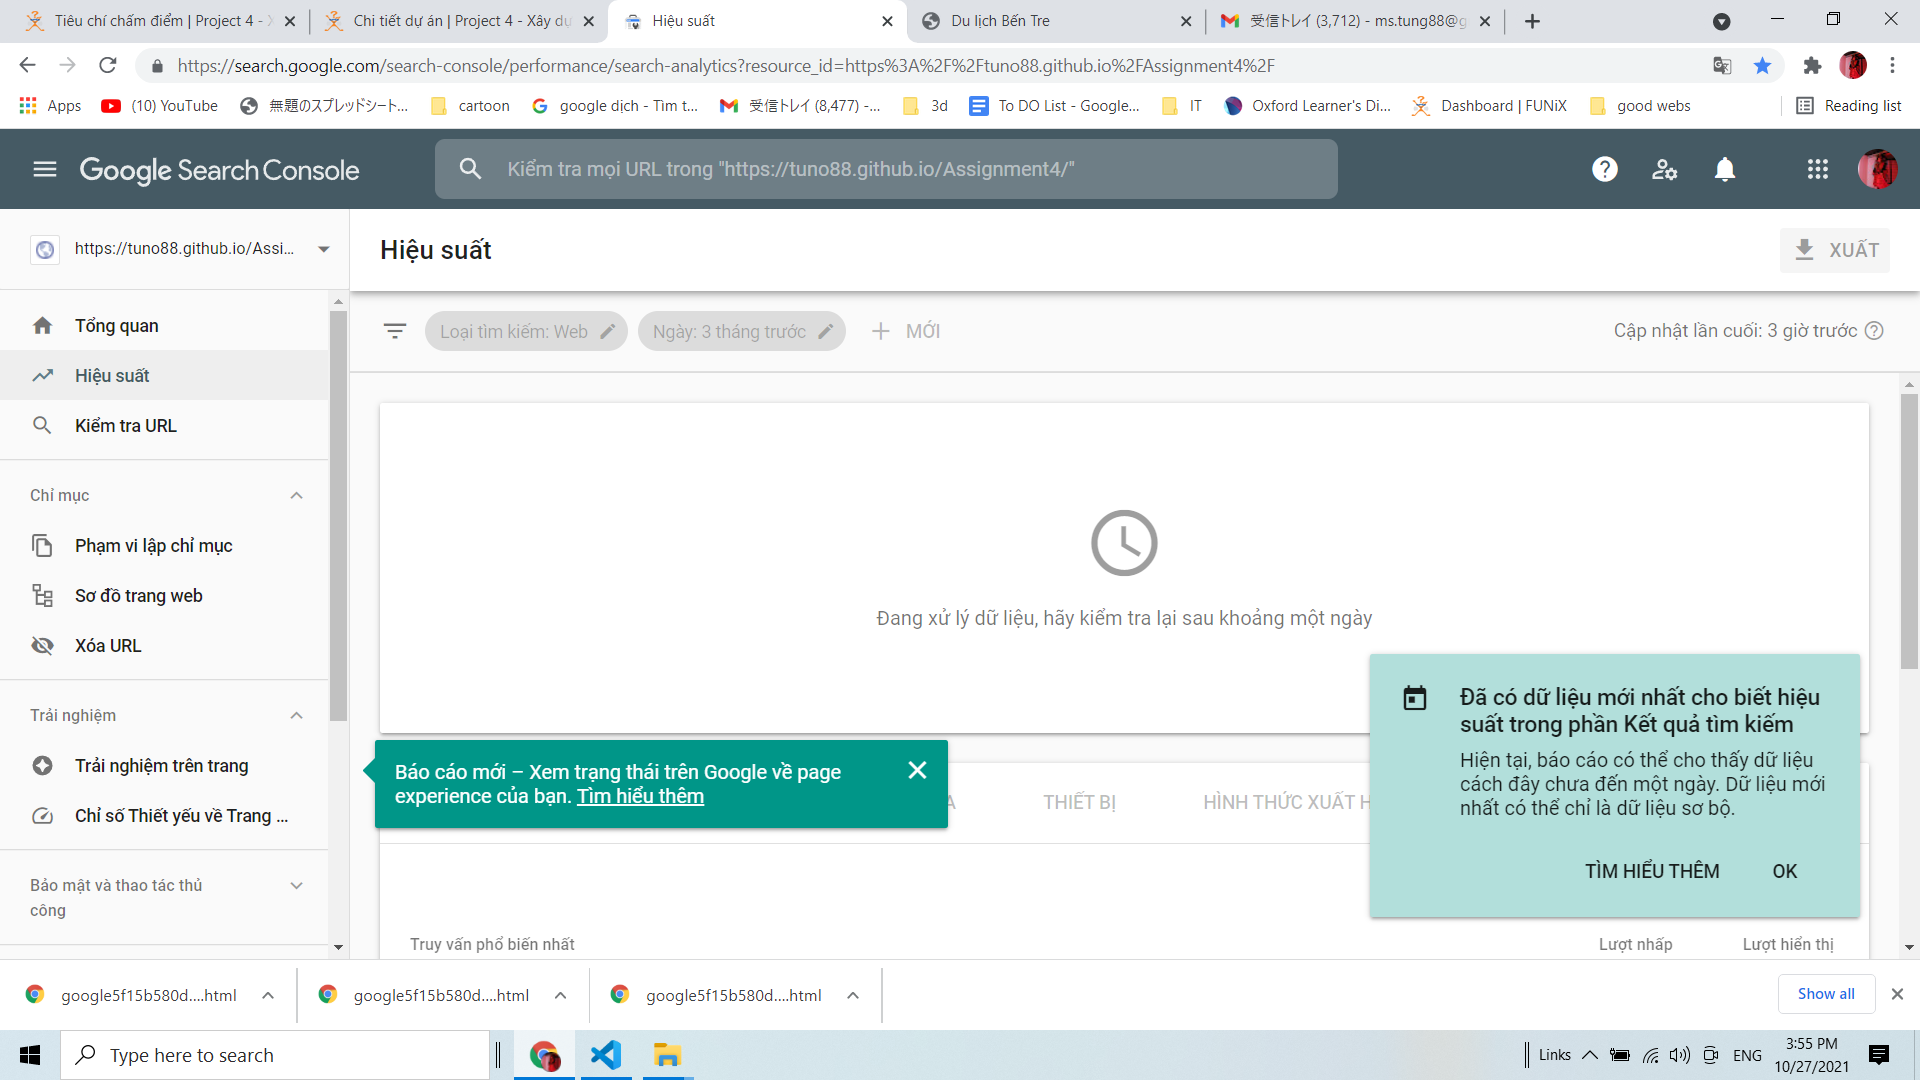 Tiêu chí chấm điểm | Project 4 - X
Chi tiết dự án | Project 4 - Xây dự
Hiệu suất
Du lịch Bến Tre
受信トレイ (3,712) - ms.tung88@g
https://search.google.com/search-console/performance/search-analytics?resource_id=https%3A%2F%2Ftuno88.github.io%2FAssignment4%2F
Apps
(10) YouTube
無題のスプレッドシート...
cartoon
google dịch - Tìm t...
受信トレイ (8,477) -...
3d
To DO List - Google...
IT
Oxford Learner's Di...
Dashboard | FUNiX
good webs
Reading list
Google Search Console
Kiểm tra mọi URL trong "https://tuno88.github.io/Assignment4/"
https://tuno88.github.io/Assi...
Hiệu suất
XUẤT
Tổng quan
Hiệu suất
Kiểm tra URL
Chỉ mục
Phạm vi lập chỉ mục
Sơ đồ trang web
Xóa URL
Trải nghiệm
Trải nghiệm trên trang
Chỉ số Thiết yếu về Trang ...
Bảo mật và thao tác thủ
công
Loại tìm kiếm: Web
Ngày: 3 tháng trước
MỚI
Cập nhật lần cuối: 3 giờ trước
Đang xử lý dữ liệu, hãy kiểm tra lại sau khoảng một ngày
Báo cáo mới – Xem trạng thái trên Google về page
experience của bạn. Tìm hiểu thêm
THIẾT BỊ
HÌNH THỨC XUẤT H
Đã có dữ liệu mới nhất cho biết hiệu
suất trong phần Kết quả tìm kiếm
Hiện tại, báo cáo có thể cho thấy dữ liệu
cách đây chưa đến một ngày. Dữ liệu mới
nhất có thể chỉ là dữ liệu sơ bộ.
TÌM HIỂU THÊM
OK
Truy vấn phổ biến nhất
Lượt nhấp
Lượt hiển thị
google5f15b580d....html
google5f15b580d....html
google5f15b580d....html
Show all
Type here to search
Links
ENG
3:55 PM
10/27/2021